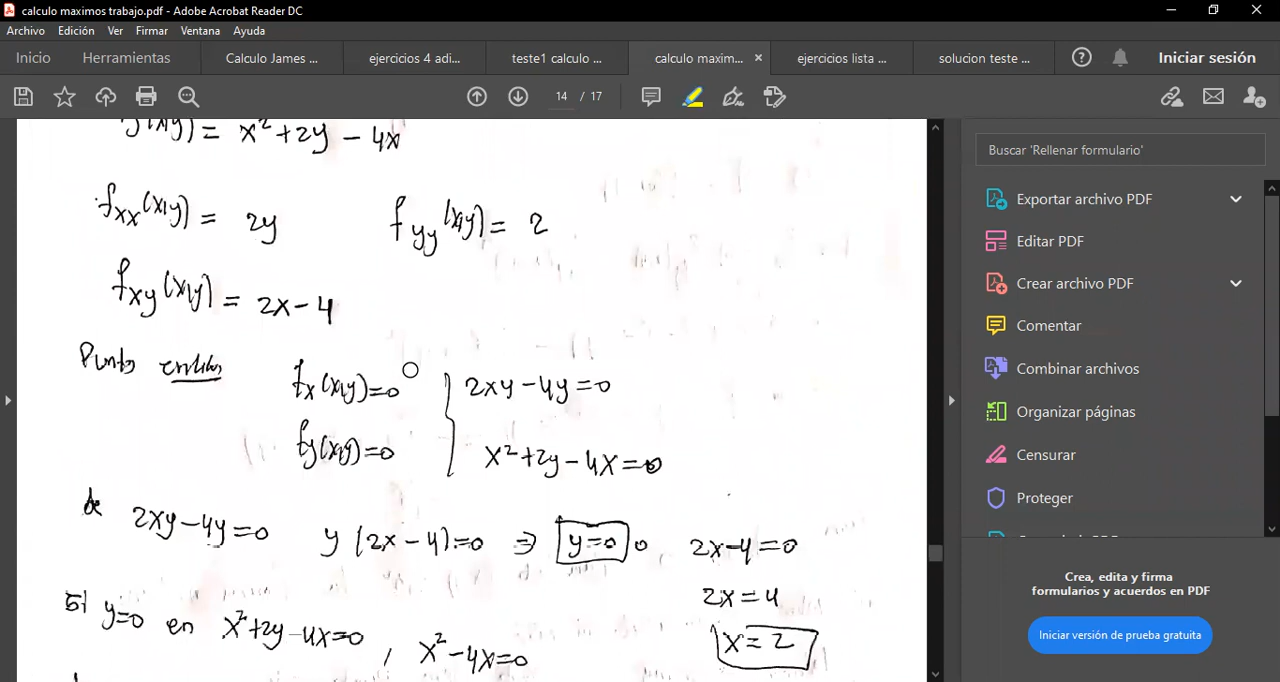 calculo maximos trabajo.pdf - Adobe Acrobat Reader DC
Archivo Edición Ver Firmar Ventana Ayuda
Inicio Herramientas Calculo James ... ejercicios 4 adi... teste1 calculo ... calculo maxim... × ejercicios lista ... solucion teste ... Iniciar sesión
14 / 17
(x,y) = x² + 2y - 4x
fxx(x,y) = 2y fyy(x,y) = 2
fxy(x,y) = 2x - 4
Punto criticos fx(x,y)=0 2xy - 4y = 0
fy(x,y)=0 x² + 2y - 4x = 0
de 2xy - 4y = 0 y (2x - 4) = 0 ⇒ y = 0 o 2x - 4 = 0
2x = 4
Si y=0 en x² + 2y - 4x = 0 , x² - 4x = 0 x = 2
Buscar 'Rellenar formulario'
Exportar archivo PDF
Editar PDF
Crear archivo PDF
Comentar
Combinar archivos
Organizar páginas
Censurar
Proteger
Crea, edita y firma
formularios y acuerdos en PDF
Iniciar versión de prueba gratuita